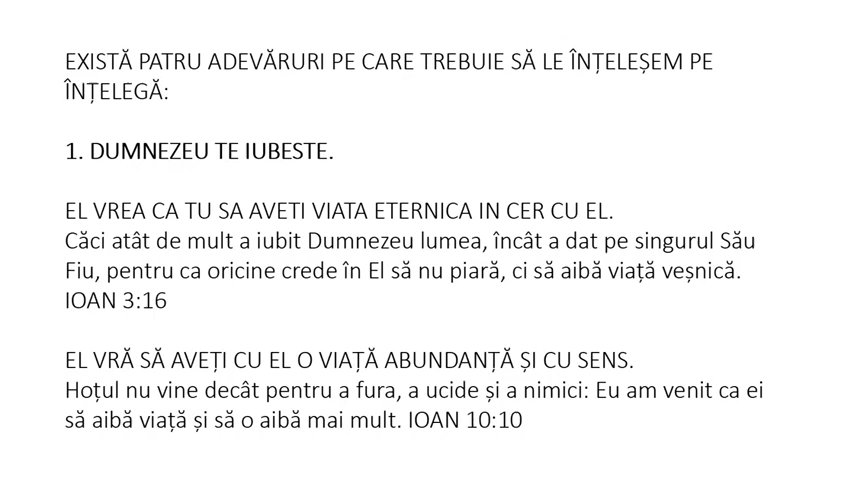 EXISTĂ PATRU ADEVĂRURI PE CARE TREBUIE SĂ LE ÎNȚELEȘEM PE
ÎNȚELEGĂ:
1. DUMNEZEU TE IUBESTE.
EL VREA CA TU SA AVETI VIATA ETERNICA IN CER CU EL.
Căci atât de mult a iubit Dumnezeu lumea, încât a dat pe singurul Său
Fiu, pentru ca oricine crede în El să nu piară, ci să aibă viață veșnică.
IOAN 3:16
EL VRĂ SĂ AVEȚI CU EL O VIAȚĂ ABUNDANȚĂ ȘI CU SENS.
Hoțul nu vine decât pentru a fura, a ucide și a nimici: Eu am venit ca ei
să aibă viață și să o aibă mai mult. IOAN 10:10